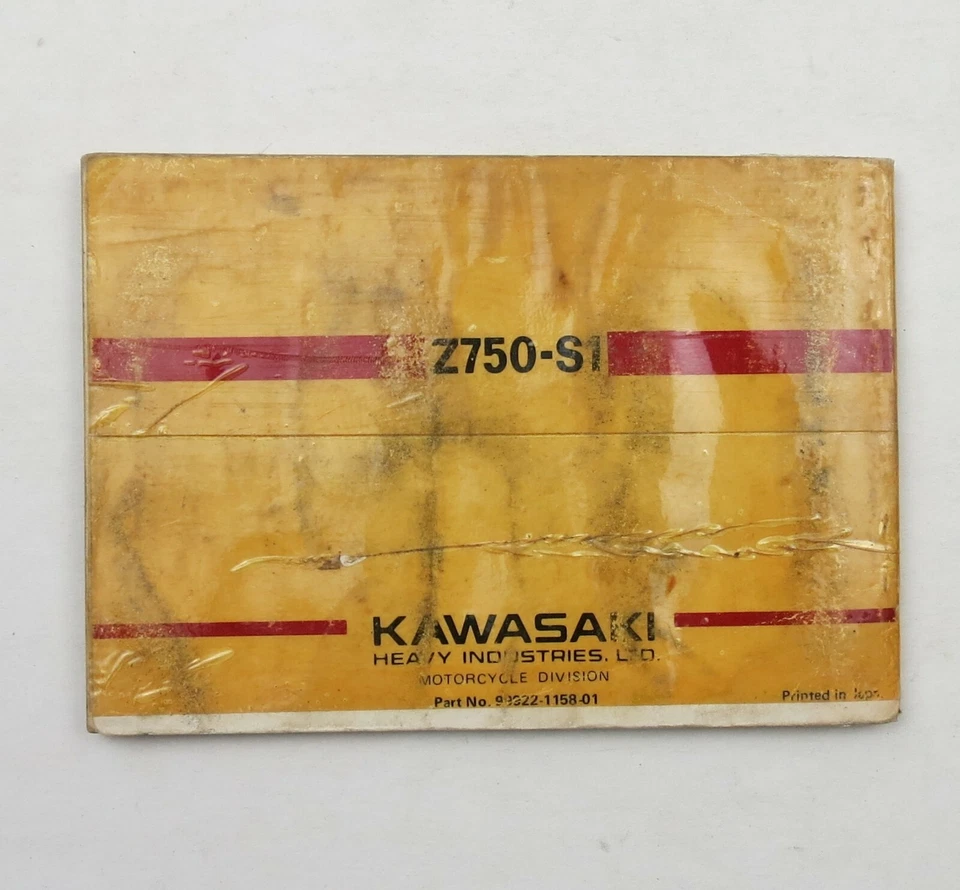 Z750-S1
KAWASAKI
HEAVY INDUSTRIES, LTD.
MOTORCYCLE DIVISION
Part No.
Printed in